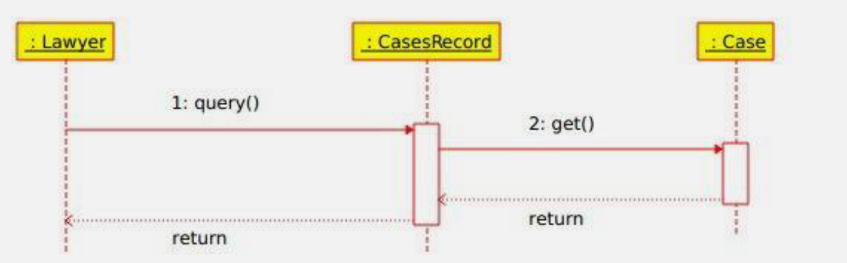 : Lawyer
: CasesRecord
: Case
1: query()
2: get()
return
return